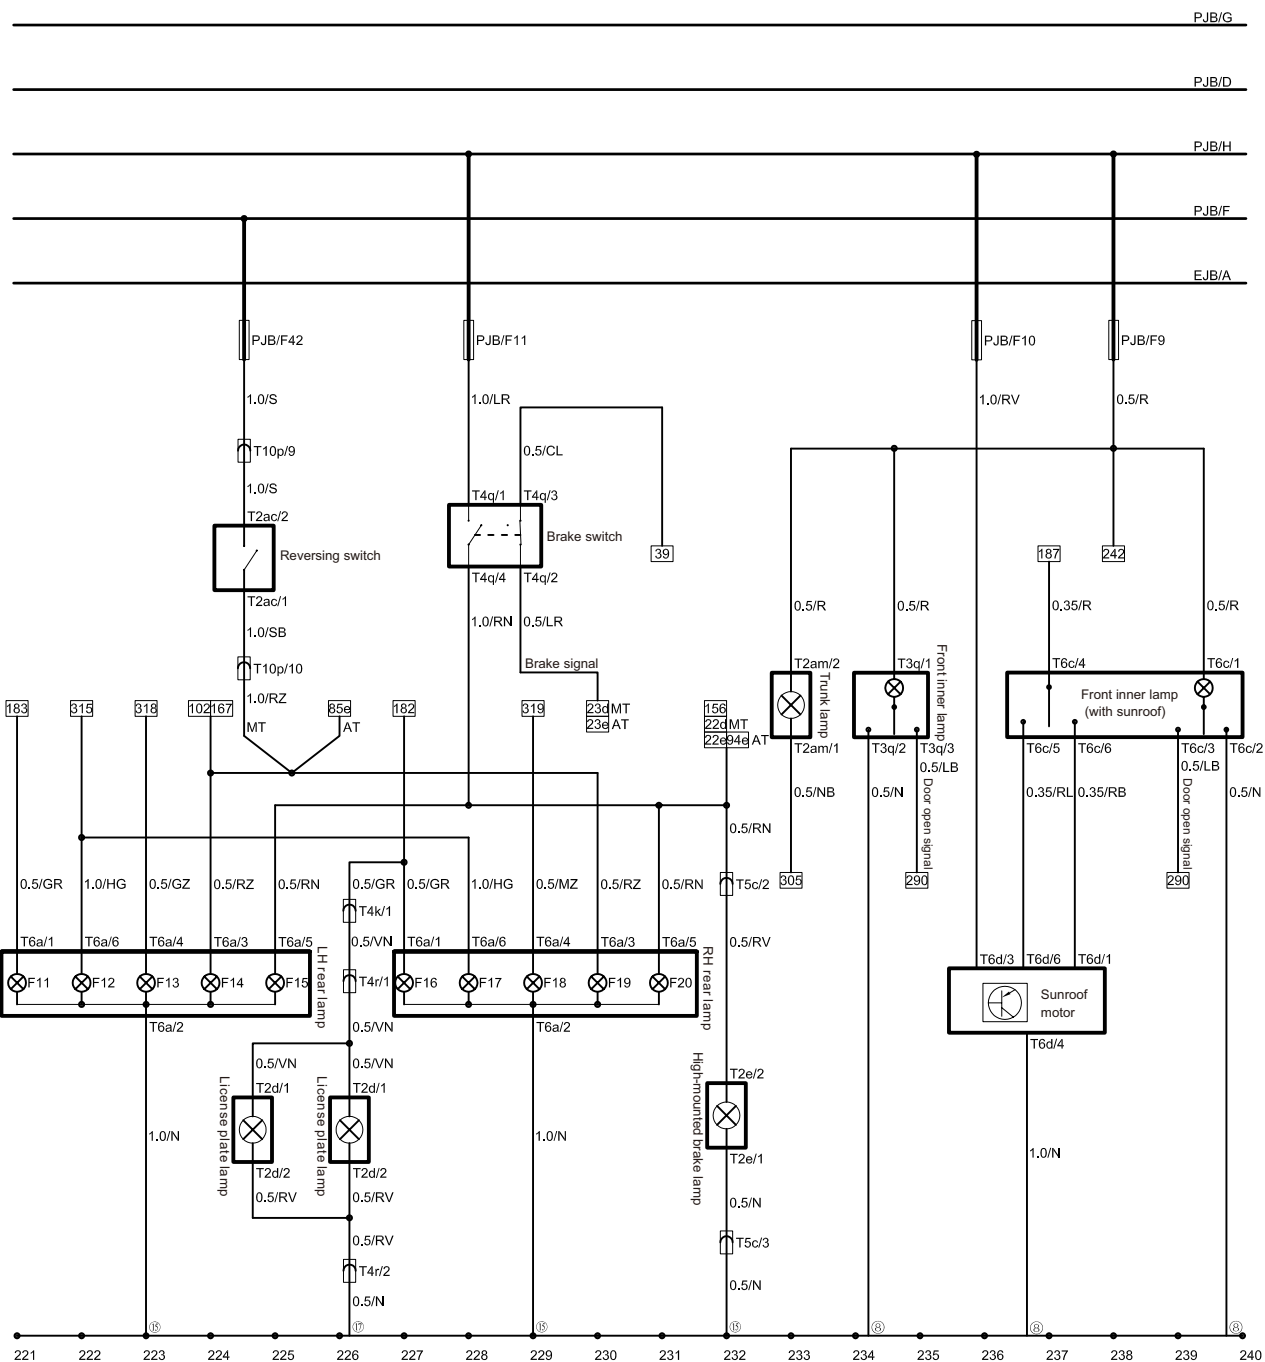 PJB/G
PJB/D
PJB/H
PJB/F
EJB/A
PJB/F42
PJB/F11
PJB/F10
PJB/F9
1.0/S
1.0/LR
1.0/RV
0.5/R
T10p/9
0.5/CL
1.0/S
T4q/1
T4q/3
T2ac/2
Brake switch
Reversing switch
39
187
242
T4q/4
T4q/2
T2ac/1
0.5/R
0.5/R
0.35/R
0.5/R
1.0/RN
0.5/LR
1.0/SB
Brake signal
T10p/10
T2am/2
T3q/1
T6c/4
T6c/1
Trunk lamp
Front inner lamp
Front inner lamp
(with sunroof)
1.0/RZ
183
315
318
102
167
85e
182
319
23d
MT
23e
AT
156
22d
MT
22e
94e
AT
MT
AT
T2am/1
T3q/2
T3q/3
T6c/5
T6c/6
T6c/3
T6c/2
0.5/LB
0.5/LB
0.5/NB
0.5/N
Door open signal
0.35/RL
0.35/RB
Door open signal
0.5/N
0.5/RN
305
290
290
0.5/GR
1.0/HG
0.5/GZ
0.5/RZ
0.5/RN
0.5/GR
0.5/GR
1.0/HG
0.5/MZ
0.5/RZ
0.5/RN
T5c/2
T4k/1
T6a/1
T6a/6
T6a/4
T6a/3
T6a/5
0.5/VN
T6a/1
T6a/6
T6a/4
T6a/3
T6a/5
0.5/RV
LH rear lamp
RH rear lamp
T6d/3
T6d/6
T6d/1
F11
F12
F13
F14
F15
T4r/1
F16
F17
F18
F19
F20
Sunroof
motor
T6a/2
0.5/VN
T6a/2
T6d/4
0.5/VN
0.5/VN
T2d/1
T2d/1
License plate lamp
License plate lamp
High-mounted brake lamp
T2e/2
1.0/N
1.0/N
1.0/N
T2e/1
T2d/2
T2d/2
0.5/RV
0.5/RV
0.5/N
0.5/RV
T5c/3
T4r/2
0.5/N
0.5/N
⑮
⑰
⑮
⑮
⑧
⑧
⑧
221
222
223
224
225
226
227
228
229
230
231
232
233
234
235
236
237
238
239
240